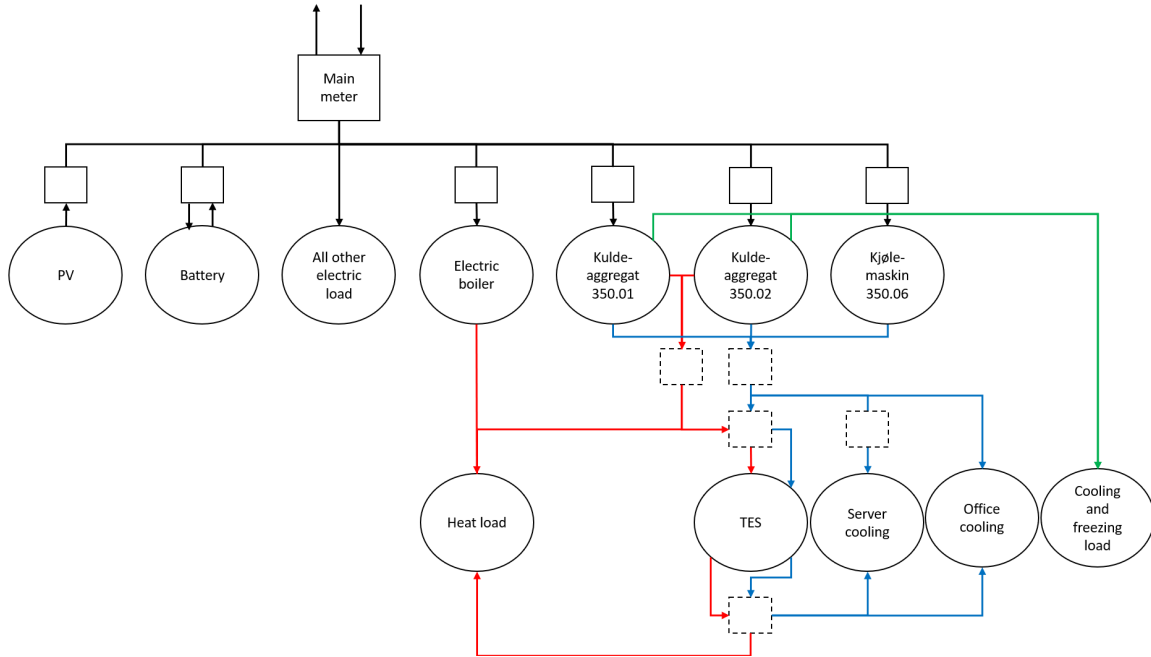 Main
meter
PV
Battery
All other
electric
load
Electric
boiler
Kulde-
aggregat
350.01
Kulde-
aggregat
350.02
Kjøle-
maskin
350.06
Heat load
TES
Server
cooling
Office
cooling
Cooling
and
freezing
load